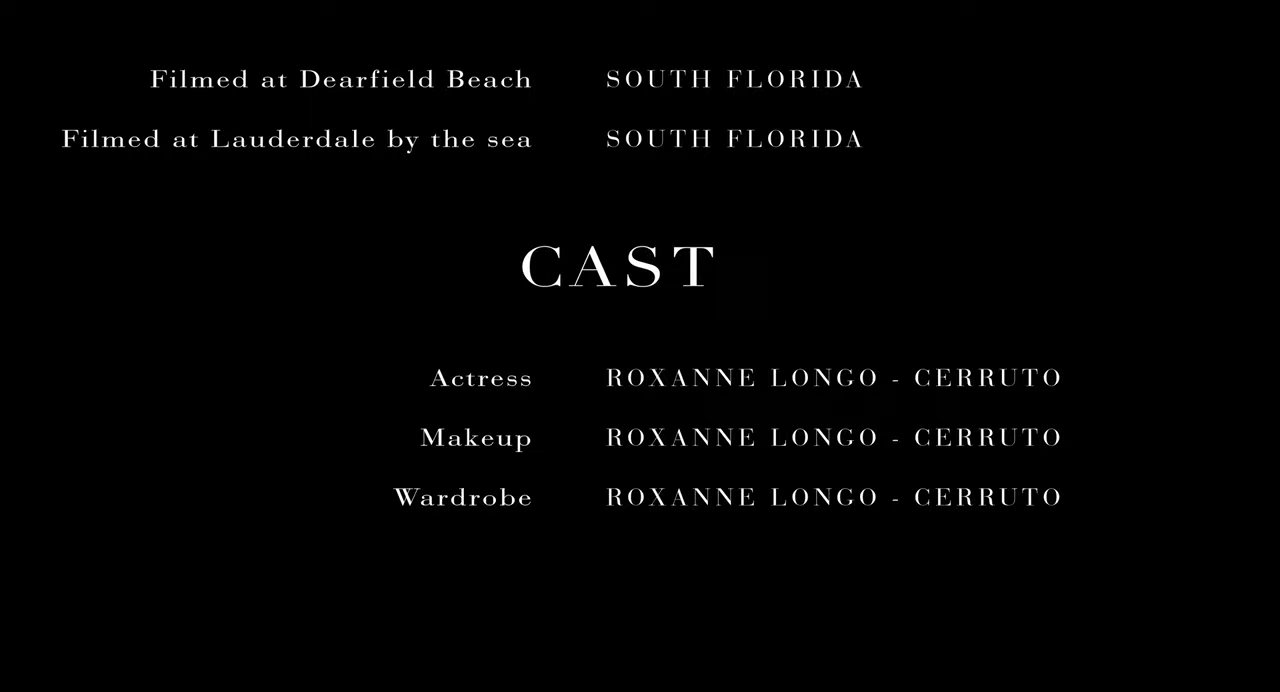 Filmed at Dearfield Beach SOUTH FLORIDA
Filmed at Lauderdale by the sea SOUTH FLORIDA
CAST
Actress ROXANNE LONGO - CERRUTO
Makeup ROXANNE LONGO - CERRUTO
Wardrobe ROXANNE LONGO - CERRUTO